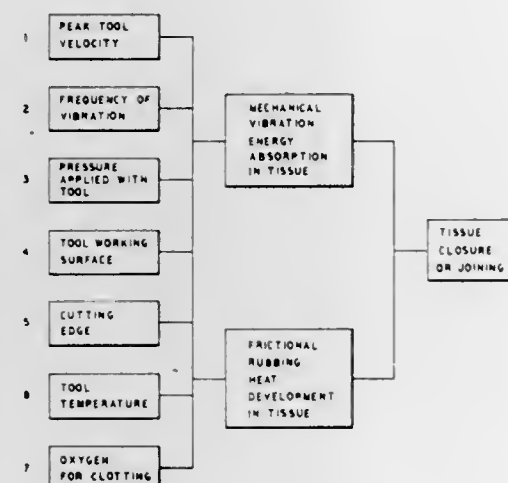 1 PEAK TOOL
VELOCITY
2 FREQUENCY OF
VIBRATION
3 PRESSURE
APPLIED WITH
TOOL
4 TOOL WORKING
SURFACE
5 CUTTING
EDGE
6 TOOL
TEMPERATURE
7 OXYGEN
FOR CLOTTING
MECHANICAL
VIBRATION
ENERGY
ABSORPTION
IN TISSUE
FRICTIONAL
RUBBING
HEAT
DEVELOPMENT
IN TISSUE
TISSUE
CLOSURE
OR JOINING